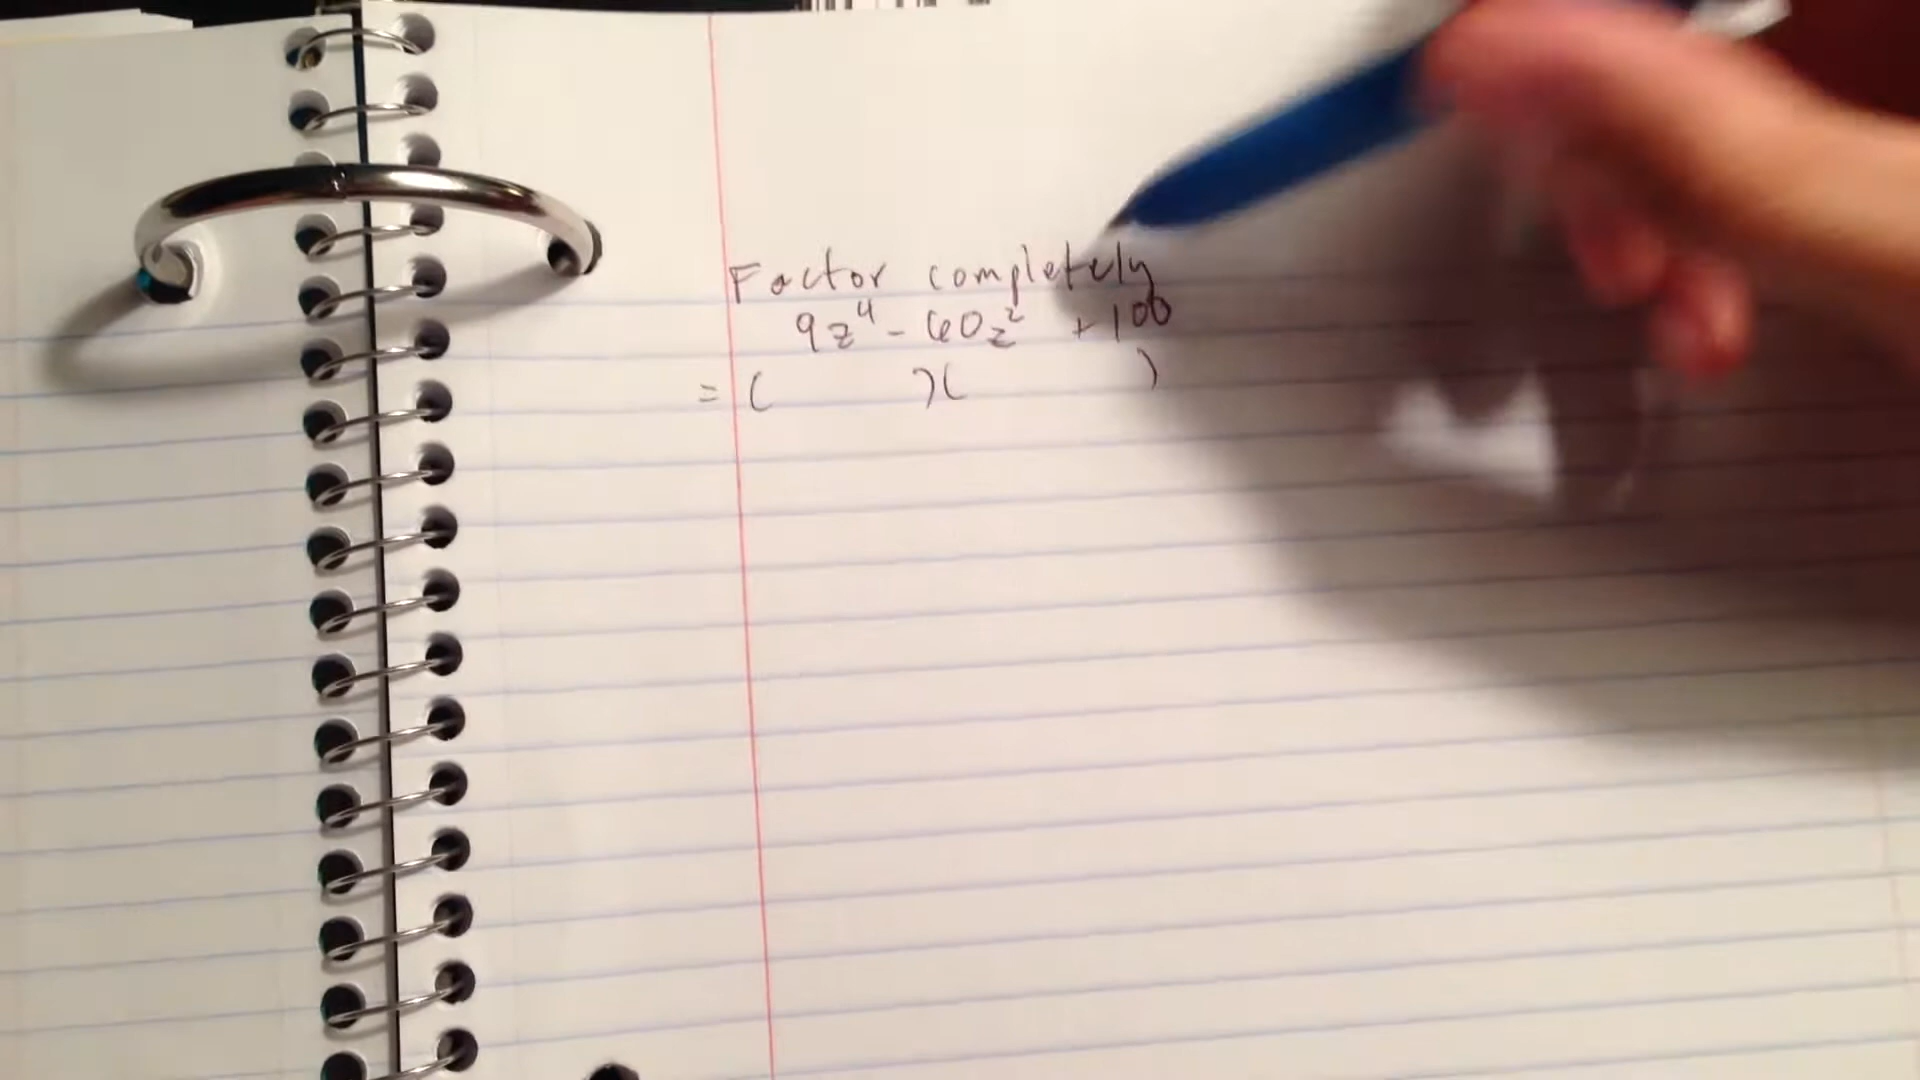 Factor completely
9z⁴ - 60z² + 100
= (       )(       )